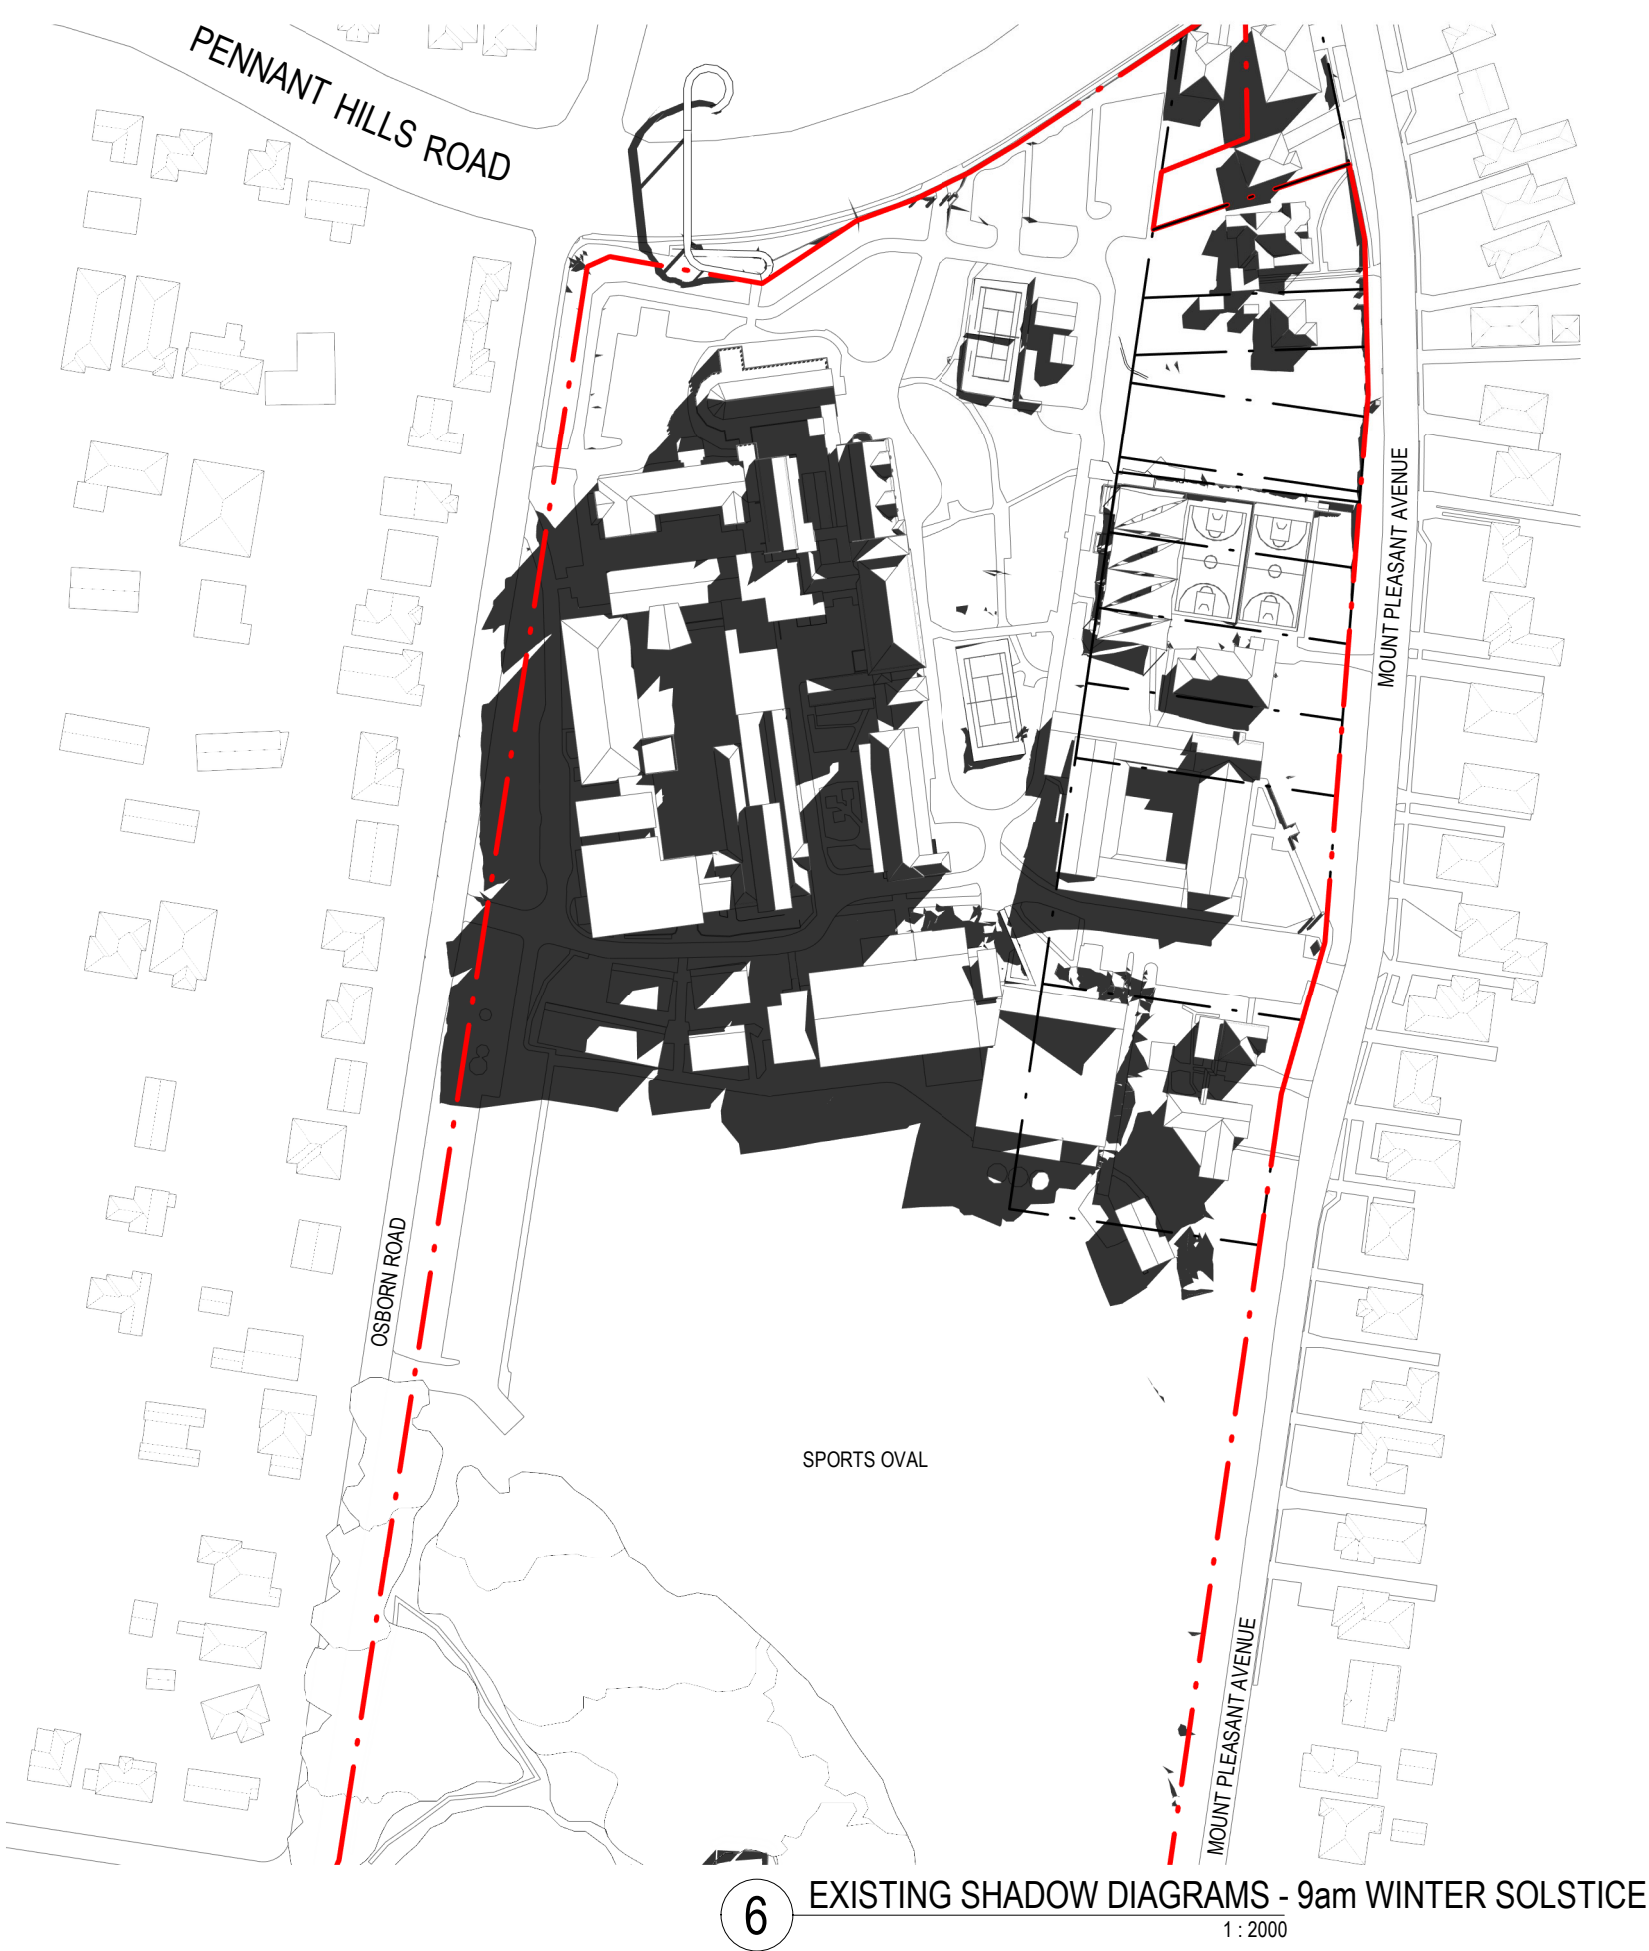 PENNANT HILLS ROAD
MOUNT PLEASANT AVENUE
OSBORN ROAD
SPORTS OVAL
MOUNT PLEASANT AVENUE
6
EXISTING SHADOW DIAGRAMS - 9am WINTER SOLSTICE
1 : 2000